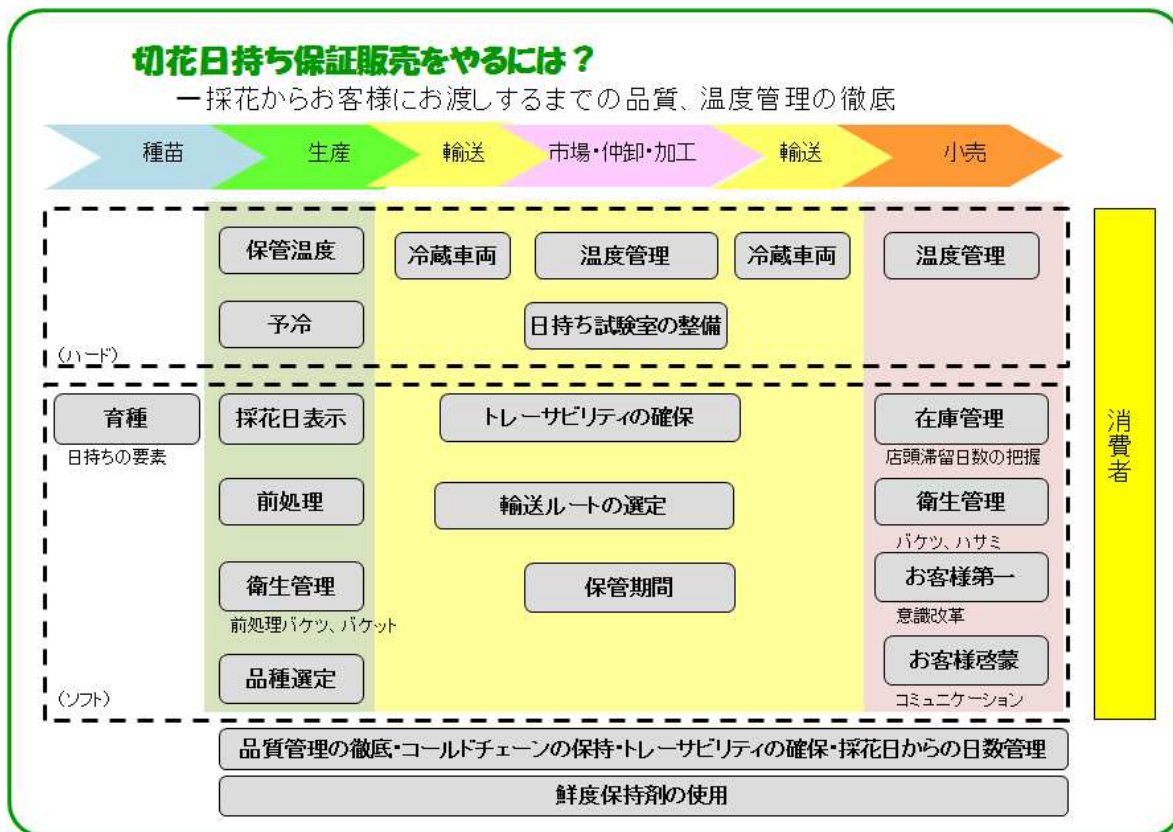 切花日持ち保証販売をやるには？
ー採花からお客様にお渡しするまでの品質、温度管理の徹底
種苗
生産
輸送
市場・仲卸・加工
輸送
小売
保管温度
冷蔵車両
温度管理
冷蔵車両
温度管理
予冷
日持ち試験室の整備
（ハード）
育種
日持ちの要素
採花日表示
トレーサビリティの確保
在庫管理
店頭滞留日数の把握
前処理
輸送ルートの選定
衛生管理
バケツ、ハサミ
衛生管理
前処理バケツ、バケット
保管期間
お客様第一
意識改革
品種選定
お客様啓蒙
コミュニケーション
（ソフト）
消費者
品質管理の徹底・コールドチェーンの保持・トレーサビリティの確保・採花日からの日数管理
鮮度保持剤の使用